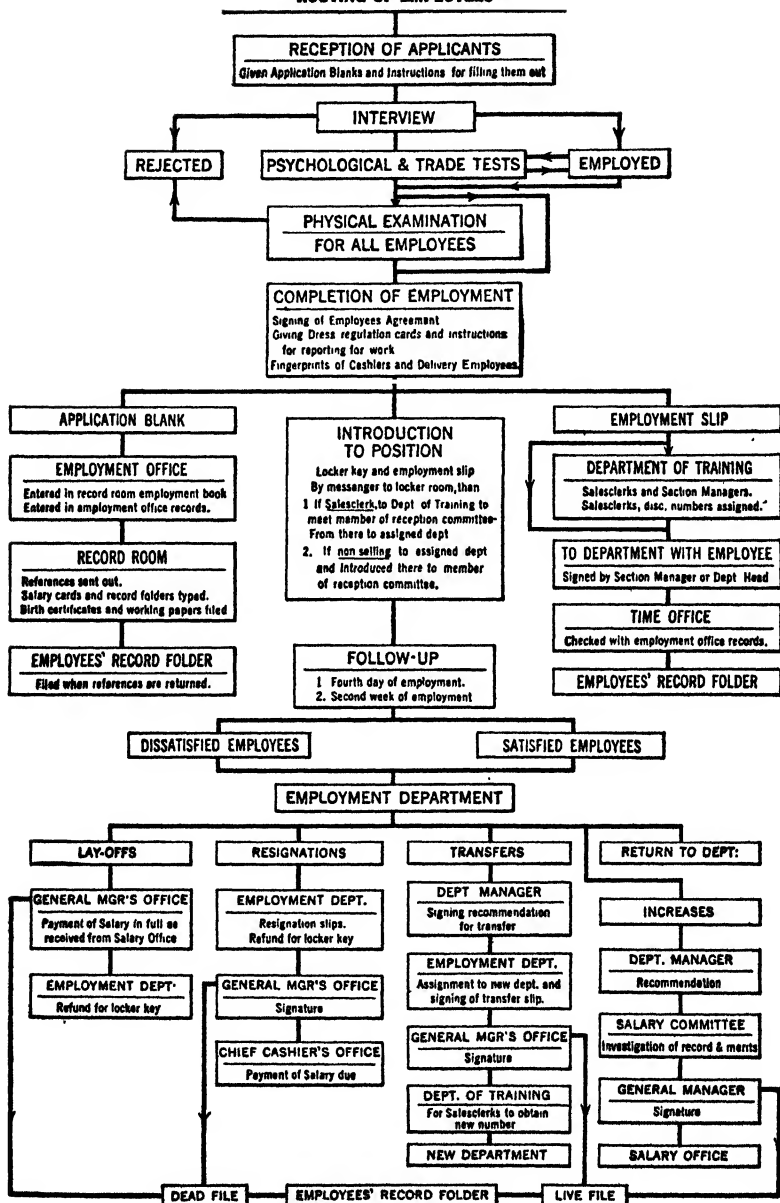 RECEPTION OF APPLICANTS
Given Application Blanks and Instructions for filling them out
INTERVIEW
REJECTED
PSYCHOLOGICAL & TRADE TESTS
EMPLOYED
PHYSICAL EXAMINATION
FOR ALL EMPLOYEES
COMPLETION OF EMPLOYMENT
Signing of Employees Agreement
Giving Dress regulation cards and instructions
for reporting for work
Fingerprints of Cashiers and Delivery Employees.
APPLICATION BLANK
EMPLOYMENT OFFICE
Entered in record room employment book
Entered in employment office records.
RECORD ROOM
References sent out.
Salary cards and record folders typed.
Birth certificates and working papers filed
EMPLOYEES' RECORD FOLDER
Filed when references are returned.
INTRODUCTION
TO POSITION
Locker key and employment slip
By messenger to locker room, then
1 If Salesclerk, to Dept of Training to
meet member of reception committee-
From there to assigned dept
2. If non selling to assigned dept
and introduced there to member
of reception committee.
FOLLOW-UP
1 Fourth day of employment.
2. Second week of employment
EMPLOYMENT SLIP
DEPARTMENT OF TRAINING
Salesclerks and Section Managers.
Salesclerks, disc, numbers assigned.
TO DEPARTMENT WITH EMPLOYEE
Signed by Section Manager or Dept Head
TIME OFFICE
Checked with employment office records.
EMPLOYEES' RECORD FOLDER
DISSATISFIED EMPLOYEES
SATISFIED EMPLOYEES
EMPLOYMENT DEPARTMENT
LAY-OFFS
GENERAL MGR'S OFFICE
Payment of Salary in full as
received from Salary Office
EMPLOYMENT DEPT.
Refund for locker key
RESIGNATIONS
EMPLOYMENT DEPT.
Resignation slips.
Refund for locker key
GENERAL MGR'S OFFICE
Signature
CHIEF CASHIER'S OFFICE
Payment of Salary due
TRANSFERS
DEPT MANAGER
Signing recommendation
for transfer
EMPLOYMENT DEPT.
Assignment to new dept. and
signing of transfer slip.
GENERAL MGR'S OFFICE
Signature
DEPT. OF TRAINING
For Salesclerks to obtain
new number
NEW DEPARTMENT
RETURN TO DEPT:
INCREASES
DEPT. MANAGER
Recommendation
SALARY COMMITTEE
Investigation of record & merits
GENERAL MANAGER
Signature
SALARY OFFICE
DEAD FILE
EMPLOYEES' RECORD FOLDER
LIVE FILE